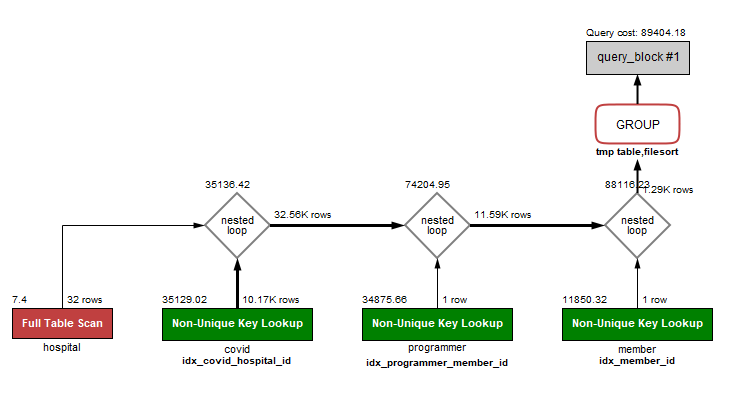 Query cost: 89404.18
query_block #1
GROUP
tmp table,filesort
35136.42
74204.95
88116.23
1.29K rows
nested
loop
32.56K rows
nested
loop
11.59K rows
nested
loop
7.4
32 rows
35129.02
10.17K rows
34875.66
1 row
11850.32
1 row
Full Table Scan
Non-Unique Key Lookup
Non-Unique Key Lookup
Non-Unique Key Lookup
hospital
covid
programmer
member
idx_covid_hospital_id
idx_programmer_member_id
idx_member_id